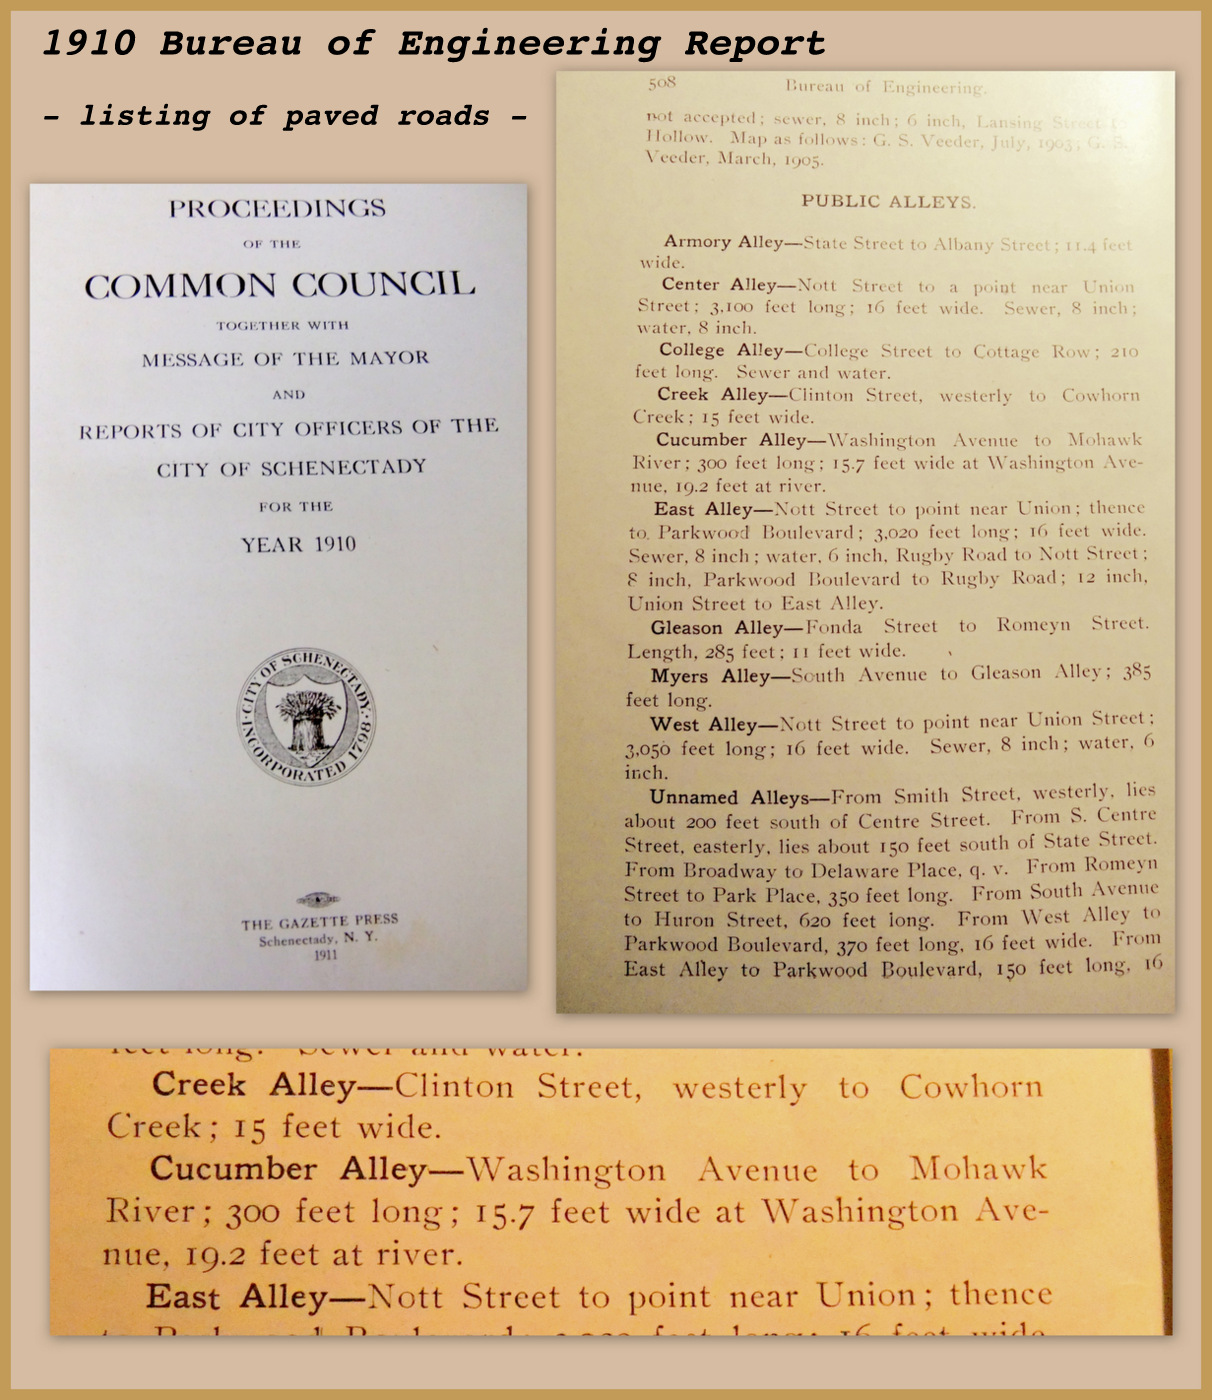 1910 Bureau of Engineering Report
- listing of paved roads -
PROCEEDINGS
OF THE
COMMON COUNCIL
TOGETHER WITH
MESSAGE OF THE MAYOR
AND
REPORTS OF CITY OFFICERS OF THE
CITY OF SCHENECTADY
FOR THE
YEAR 1910
CITY OF SCHENECTADY.
INCORPORATED 1798.
THE GAZETTE PRESS
Schenectady, N. Y.
1911
508 Bureau of Engineering.
not accepted; sewer, 8 inch; 6 inch, Lansing Street to
Hollow. Map as follows: G. S. Veeder, July, 1903; G. S.
Veeder, March, 1905.
PUBLIC ALLEYS.
Armory Alley—State Street to Albany Street; 11.4 feet
wide.
Center Alley—Nott Street to a point near Union
Street; 3,100 feet long; 16 feet wide. Sewer, 8 inch;
water, 8 inch.
College Alley—College Street to Cottage Row; 210
feet long. Sewer and water.
Creek Alley—Clinton Street, westerly to Cowhorn
Creek; 15 feet wide.
Cucumber Alley—Washington Avenue to Mohawk
River; 300 feet long; 15.7 feet wide at Washington Ave-
nue, 19.2 feet at river.
East Alley—Nott Street to point near Union; thence
to Parkwood Boulevard; 3,020 feet long; 16 feet wide.
Sewer, 8 inch; water, 6 inch, Rugby Road to Nott Street;
8 inch, Parkwood Boulevard to Rugby Road; 12 inch,
Union Street to East Alley.
Gleason Alley—Fonda Street to Romeyn Street.
Length, 285 feet; 11 feet wide.
Myers Alley—South Avenue to Gleason Alley; 385
feet long.
West Alley—Nott Street to point near Union Street;
3,050 feet long; 16 feet wide. Sewer, 8 inch; water, 6
inch.
Unnamed Alleys—From Smith Street, westerly, lies
about 200 feet south of Centre Street. From S. Centre
Street, easterly, lies about 150 feet south of State Street.
From Broadway to Delaware Place, q. v. From Romeyn
Street to Park Place, 350 feet long. From South Avenue
to Huron Street, 620 feet long. From West Alley to
Parkwood Boulevard, 370 feet long, 16 feet wide. From
East Alley to Parkwood Boulevard, 150 feet long, 16
feet long. Sewer and water.
Creek Alley—Clinton Street, westerly to Cowhorn
Creek; 15 feet wide.
Cucumber Alley—Washington Avenue to Mohawk
River; 300 feet long; 15.7 feet wide at Washington Ave-
nue, 19.2 feet at river.
East Alley—Nott Street to point near Union; thence
to Parkwood Boulevard; 3,020 feet long; 16 feet wide.